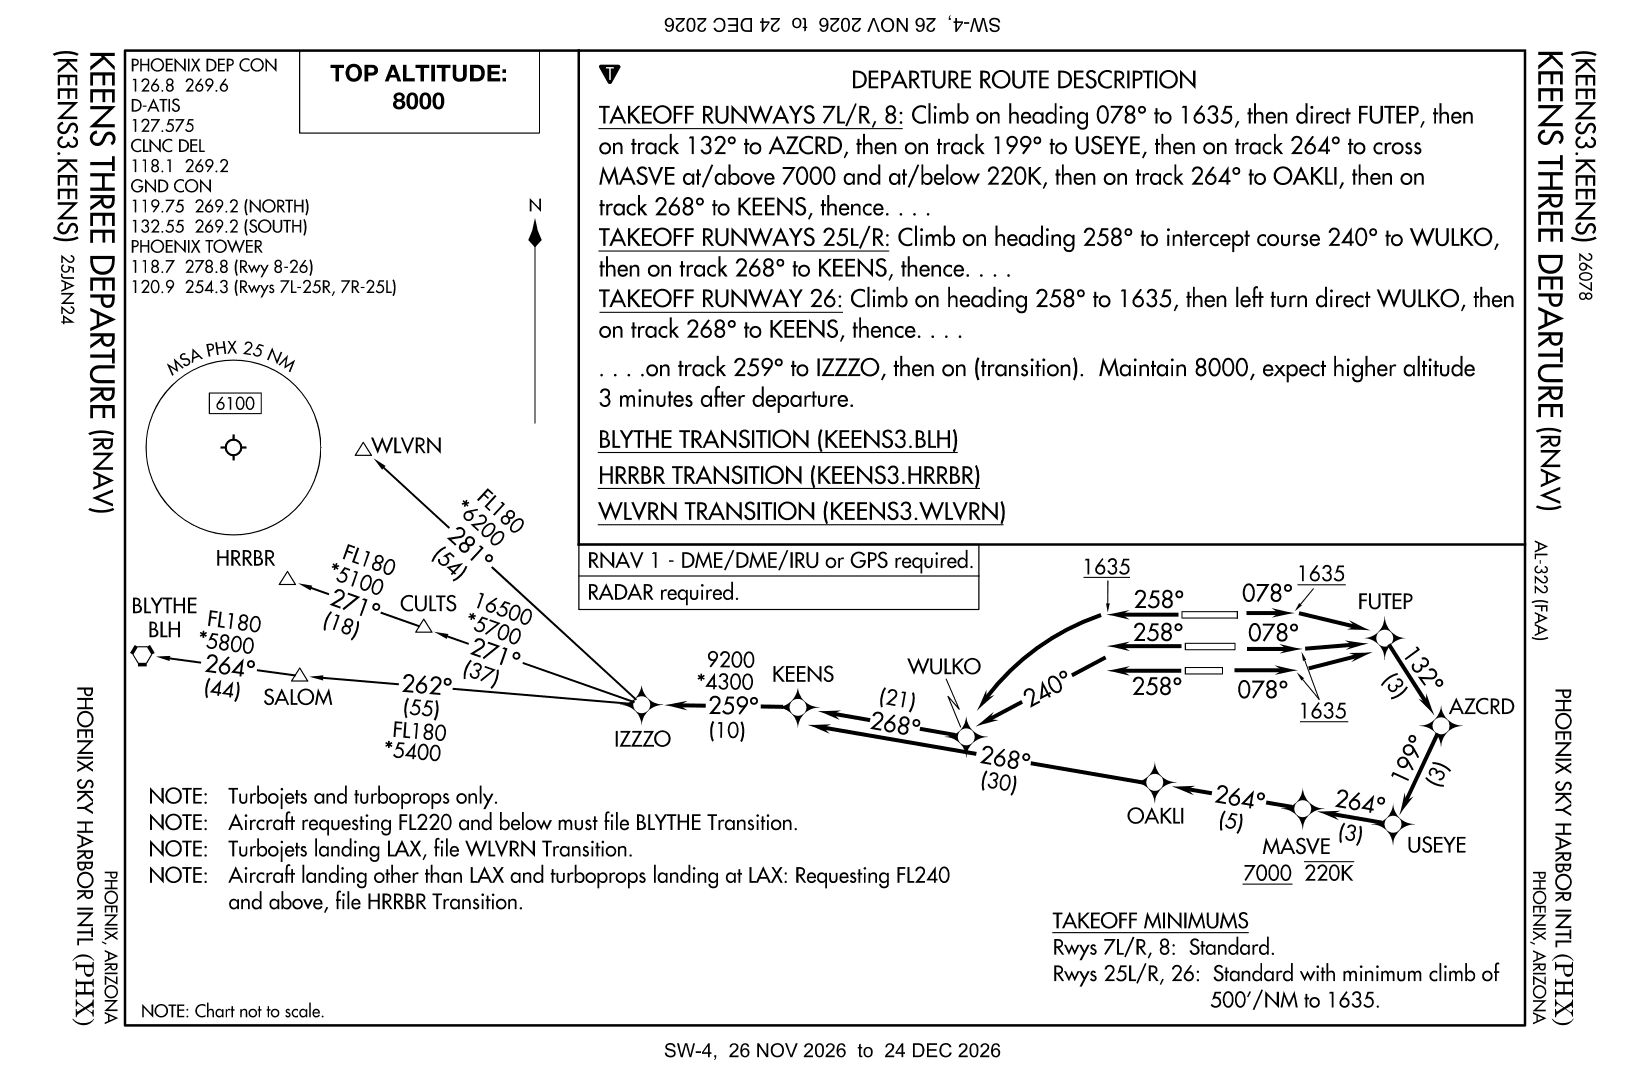 SW-4, 26 NOV 2026 to 24 DEC 2026
(KEENS3.KEENS) 25JAN24
KEENS THREE DEPARTURE (RNAV)
PHOENIX SKY HARBOR INTL (PHX)
PHOENIX, ARIZONA
PHOENIX DEP CON
126.8 269.6
D-ATIS
127.575
CLNC DEL
118.1 269.2
GND CON
119.75 269.2 (NORTH)
132.55 269.2 (SOUTH)
PHOENIX TOWER
118.7 278.8 (Rwy 8-26)
120.9 254.3 (Rwys 7L-25R, 7R-25L)
TOP ALTITUDE:
8000
N
MSA PHX 25 NM
6100
T
DEPARTURE ROUTE DESCRIPTION
TAKEOFF RUNWAYS 7L/R, 8: Climb on heading 078° to 1635, then direct FUTEP, then
on track 132° to AZCRD, then on track 199° to USEYE, then on track 264° to cross
MASVE at/above 7000 and at/below 220K, then on track 264° to OAKLI, then on
track 268° to KEENS, thence. . . .
TAKEOFF RUNWAYS 25L/R: Climb on heading 258° to intercept course 240° to WULKO,
then on track 268° to KEENS, thence. . . .
TAKEOFF RUNWAY 26: Climb on heading 258° to 1635, then left turn direct WULKO, then
on track 268° to KEENS, thence. . . .
. . . .on track 259° to IZZZO, then on (transition). Maintain 8000, expect higher altitude
3 minutes after departure.
BLYTHE TRANSITION (KEENS3.BLH)
HRRBR TRANSITION (KEENS3.HRRBR)
WLVRN TRANSITION (KEENS3.WLVRN)
RNAV 1 - DME/DME/IRU or GPS required.
RADAR required.
WLVRN
FL180
*6200
281°
(54)
HRRBR
FL180
*5100
271°
(18)
CULTS
16500
*5700
271°
(37)
BLYTHE
BLH
FL180
*5800
264°
(44)
SALOM
262°
(55)
FL180
*5400
IZZZO
9200
*4300
259°
(10)
KEENS
(21)
268°
WULKO
240°
268°
(30)
1635
258°
078°
1635
258°
078°
258°
078°
1635
FUTEP
132°
(3)
AZCRD
199°
(3)
USEYE
264°
(3)
MASVE
7000 220K
264°
(5)
OAKLI
NOTE: Turbojets and turboprops only.
NOTE: Aircraft requesting FL220 and below must file BLYTHE Transition.
NOTE: Turbojets landing LAX, file WLVRN Transition.
NOTE: Aircraft landing other than LAX and turboprops landing at LAX: Requesting FL240
and above, file HRRBR Transition.
TAKEOFF MINIMUMS
Rwys 7L/R, 8: Standard.
Rwys 25L/R, 26: Standard with minimum climb of
500'/NM to 1635.
NOTE: Chart not to scale.
(KEENS3.KEENS) 26078
KEENS THREE DEPARTURE (RNAV)
AL-322 (FAA)
PHOENIX SKY HARBOR INTL (PHX)
PHOENIX, ARIZONA
SW-4, 26 NOV 2026 to 24 DEC 2026